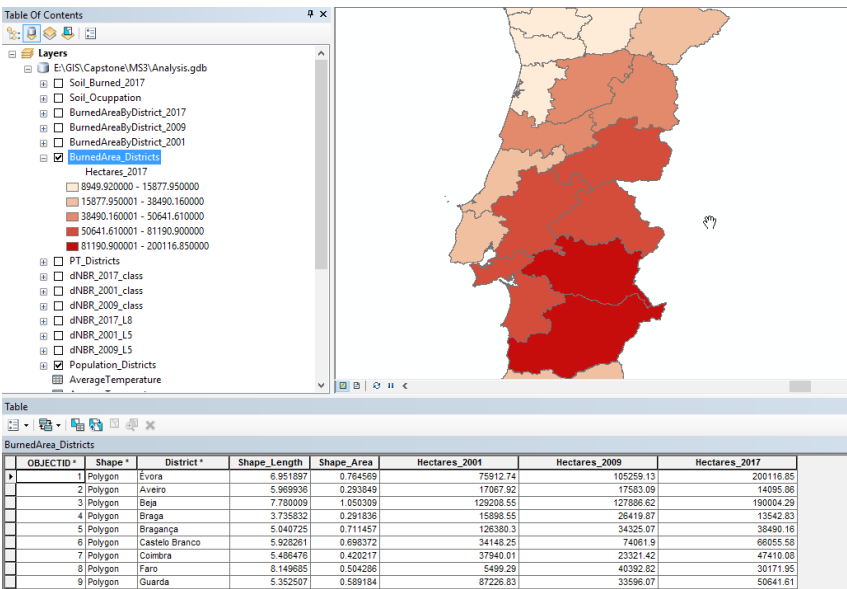 Table Of Contents
Layers
E:\GIS\Capstone\MS3\Analysis.gdb
Soil_Burned_2017
Soil_Ocuppation
BurnedAreaByDistrict_2017
BurnedAreaByDistrict_2009
BurnedAreaByDistrict_2001
BurnedArea_Districts
Hectares_2017
8949.920000 - 15877.950000
15877.950001 - 38490.160000
38490.160001 - 50641.610000
50641.610001 - 81190.900000
81190.900001 - 200116.850000
PT_Districts
dNBR_2017_class
dNBR_2001_class
dNBR_2009_class
dNBR_2017_L8
dNBR_2001_L5
dNBR_2009_L5
Population_Districts
AverageTemperature
Table
BurnedArea_Districts
OBJECTID * Shape * District * Shape_Length Shape_Area Hectares_2001 Hectares_2009 Hectares_2017
1 Polygon Évora 6.951897 0.764569 75912.74 105259.13 200116.85
2 Polygon Aveiro 5.969936 0.293849 17067.92 17583.09 14095.86
3 Polygon Beja 7.780009 1.050309 129208.55 127886.62 190004.29
4 Polygon Braga 3.735832 0.291836 15898.55 26419.87 13542.83
5 Polygon Bragança 5.040725 0.711457 126380.3 34325.07 38490.16
6 Polygon Castelo Branco 5.928261 0.698372 34148.25 74061.9 66055.58
7 Polygon Coimbra 5.486476 0.420217 37940.01 23321.42 47410.08
8 Polygon Faro 8.149685 0.504286 5499.29 40392.82 30171.95
9 Polygon Guarda 5.352507 0.589184 87226.83 33596.07 50641.61